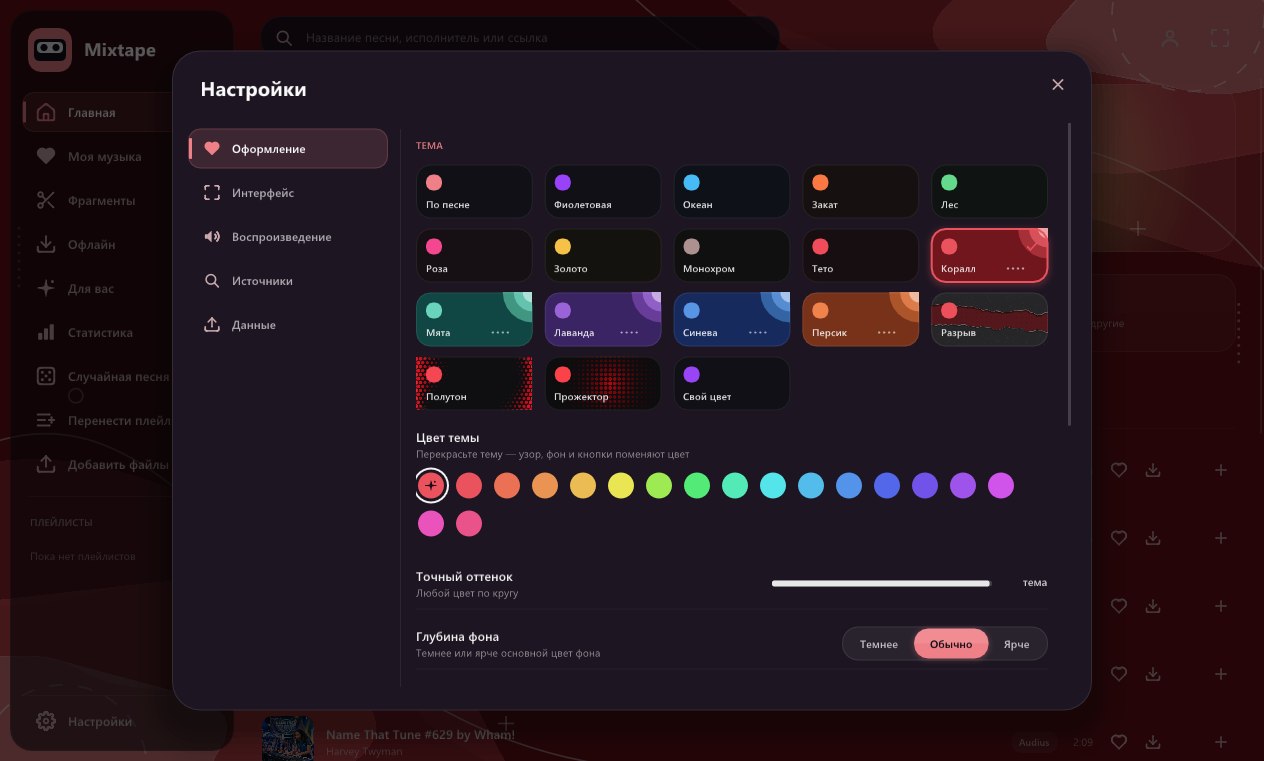 Mixtape
Название песни, исполнитель или ссылка
Главная
Моя музыка
Фрагменты
Офлайн
Для вас
Статистика
Случайная песня
Перенести плейл
Добавить файлы
ПЛЕЙЛИСТЫ
Пока нет плейлистов
Настройки
Настройки
Оформление
Интерфейс
Воспроизведение
Источники
Данные
ТЕМА
По песне
Фиолетовая
Океан
Закат
Лес
Роза
Золото
Монохром
Тето
Коралл
Мята
Лаванда
Синева
Персик
Разрыв
Полутон
Прожектор
Свой цвет
Цвет темы
Перекрасьте тему — узор, фон и кнопки поменяют цвет
Точный оттенок
Любой цвет по кругу
тема
Глубина фона
Темнее или ярче основной цвет фона
Темнее
Обычно
Ярче
другие
Name That Tune #629 by Wham!
Harvey Twyman
Audius
2:09